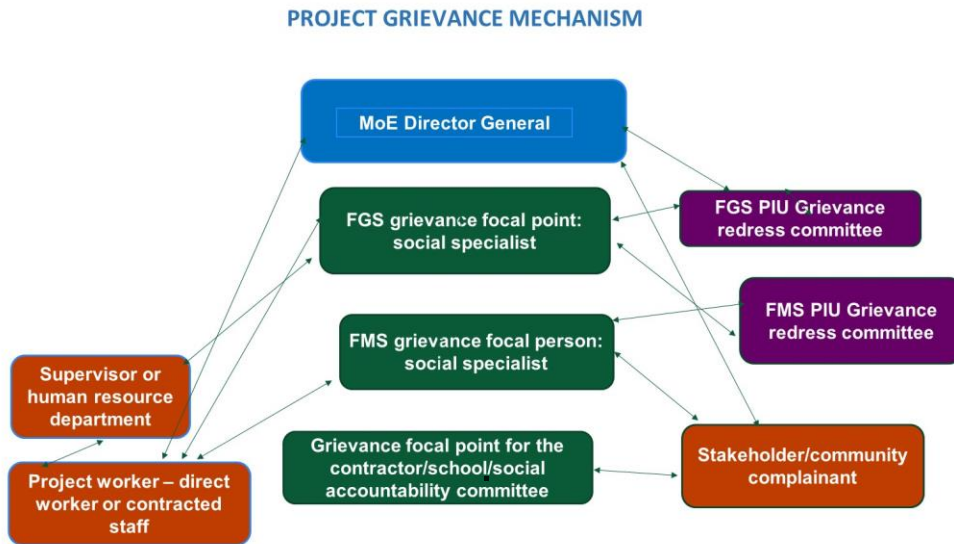 PROJECT GRIEVANCE MECHANISM
MoE Director General
FGS grievance focal point:
social specialist
FGS PIU Grievance
redress committee
FMS PIU Grievance
redress committee
FMS grievance focal person:
social specialist
Supervisor or
human resource
department
Grievance focal point for the
contractor/school/social
accountability committee
Stakeholder/community
complainant
Project worker – direct
worker or contracted
staff